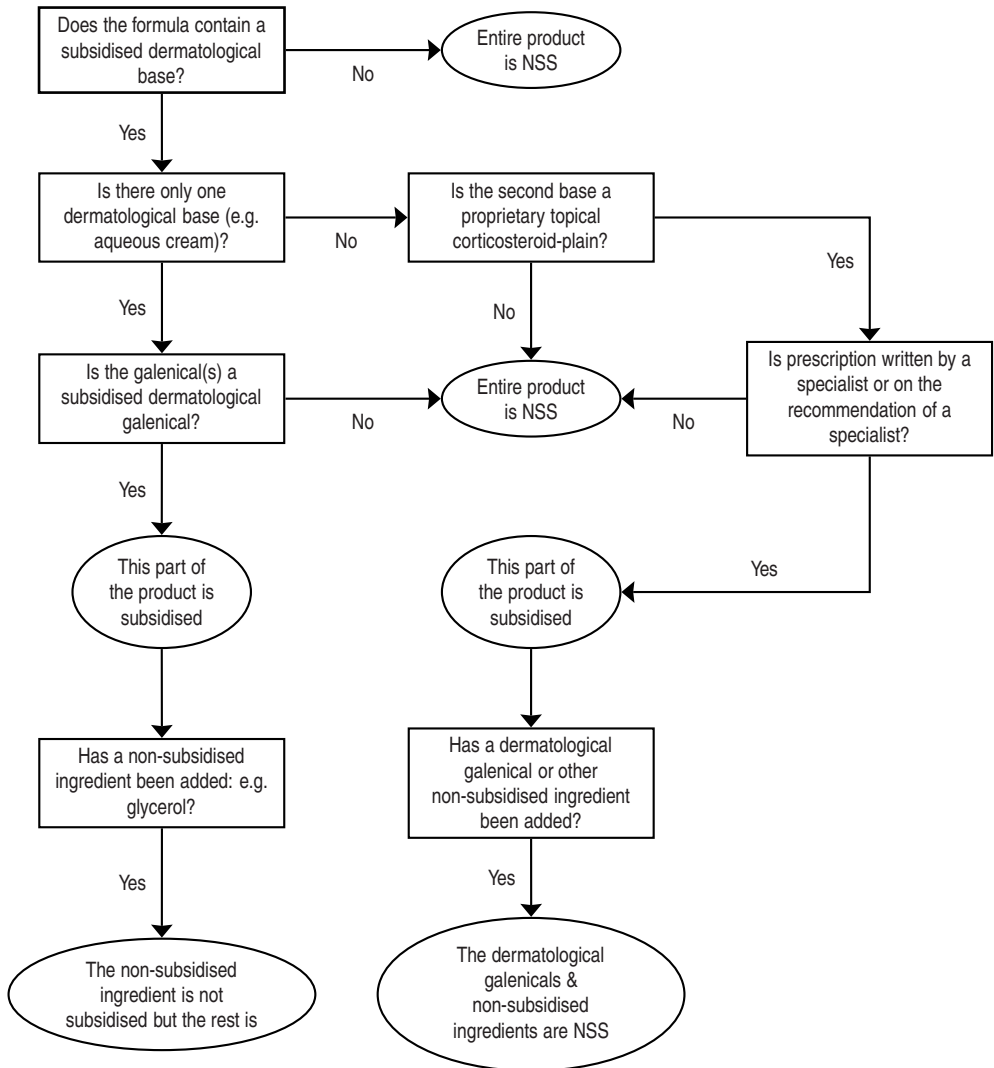 Does the formula contain a
subsidised dermatological
base?
No
Entire product
is NSS
Yes
Is there only one
dermatological base (e.g.
aqueous cream)?
No
Is the second base a
proprietary topical
corticosteroid-plain?
Yes
Yes
No
Is the galenical(s) a
subsidised dermatological
galenical?
No
Entire product
is NSS
No
Is prescription written by a
specialist or on the
recommendation of a
specialist?
Yes
This part of
the product is
subsidised
This part of
the product is
subsidised
Yes
Has a non-subsidised
ingredient been added: e.g.
glycerol?
Has a dermatological
galenical or other
non-subsidised ingredient
been added?
Yes
Yes
The non-subsidised
ingredient is not
subsidised but the rest is
The dermatological
galenicals &
non-subsidised
ingredients are NSS